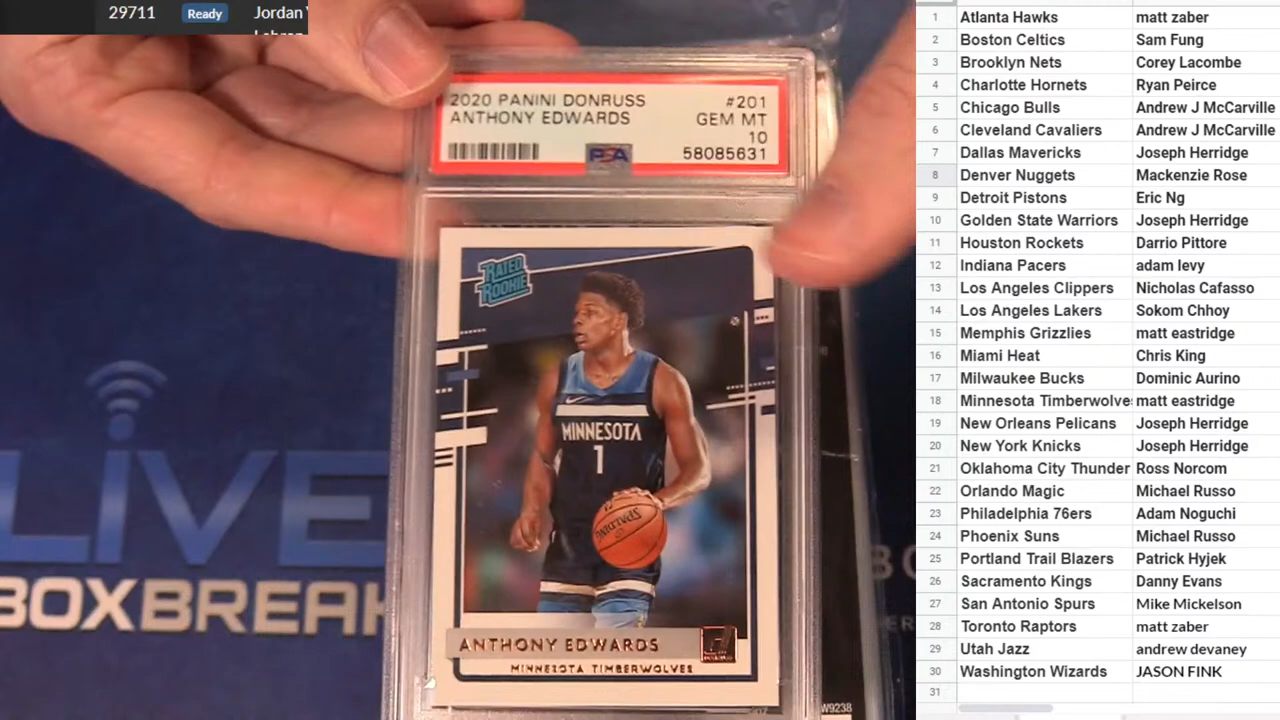 29711 Ready Jordan
Lebron
2020 PANINI DONRUSS #201
ANTHONY EDWARDS GEM MT
10
PSA 58085631
RATED
ROOKIE
MINNESOTA
1
SPALDING
ANTHONY EDWARDS
MINNESOTA TIMBERWOLVES
LIVE
BOXBREAK
W9238
1 Atlanta Hawks matt zaber
2 Boston Celtics Sam Fung
3 Brooklyn Nets Corey Lacombe
4 Charlotte Hornets Ryan Peirce
5 Chicago Bulls Andrew J McCarville
6 Cleveland Cavaliers Andrew J McCarville
7 Dallas Mavericks Joseph Herridge
8 Denver Nuggets Mackenzie Rose
9 Detroit Pistons Eric Ng
10 Golden State Warriors Joseph Herridge
11 Houston Rockets Darrio Pittore
12 Indiana Pacers adam levy
13 Los Angeles Clippers Nicholas Cafasso
14 Los Angeles Lakers Sokom Chhoy
15 Memphis Grizzlies matt eastridge
16 Miami Heat Chris King
17 Milwaukee Bucks Dominic Aurino
18 Minnesota Timberwolve matt eastridge
19 New Orleans Pelicans Joseph Herridge
20 New York Knicks Joseph Herridge
21 Oklahoma City Thunder Ross Norcom
22 Orlando Magic Michael Russo
23 Philadelphia 76ers Adam Noguchi
24 Phoenix Suns Michael Russo
25 Portland Trail Blazers Patrick Hyjek
26 Sacramento Kings Danny Evans
27 San Antonio Spurs Mike Mickelson
28 Toronto Raptors matt zaber
29 Utah Jazz andrew devaney
30 Washington Wizards JASON FINK
31